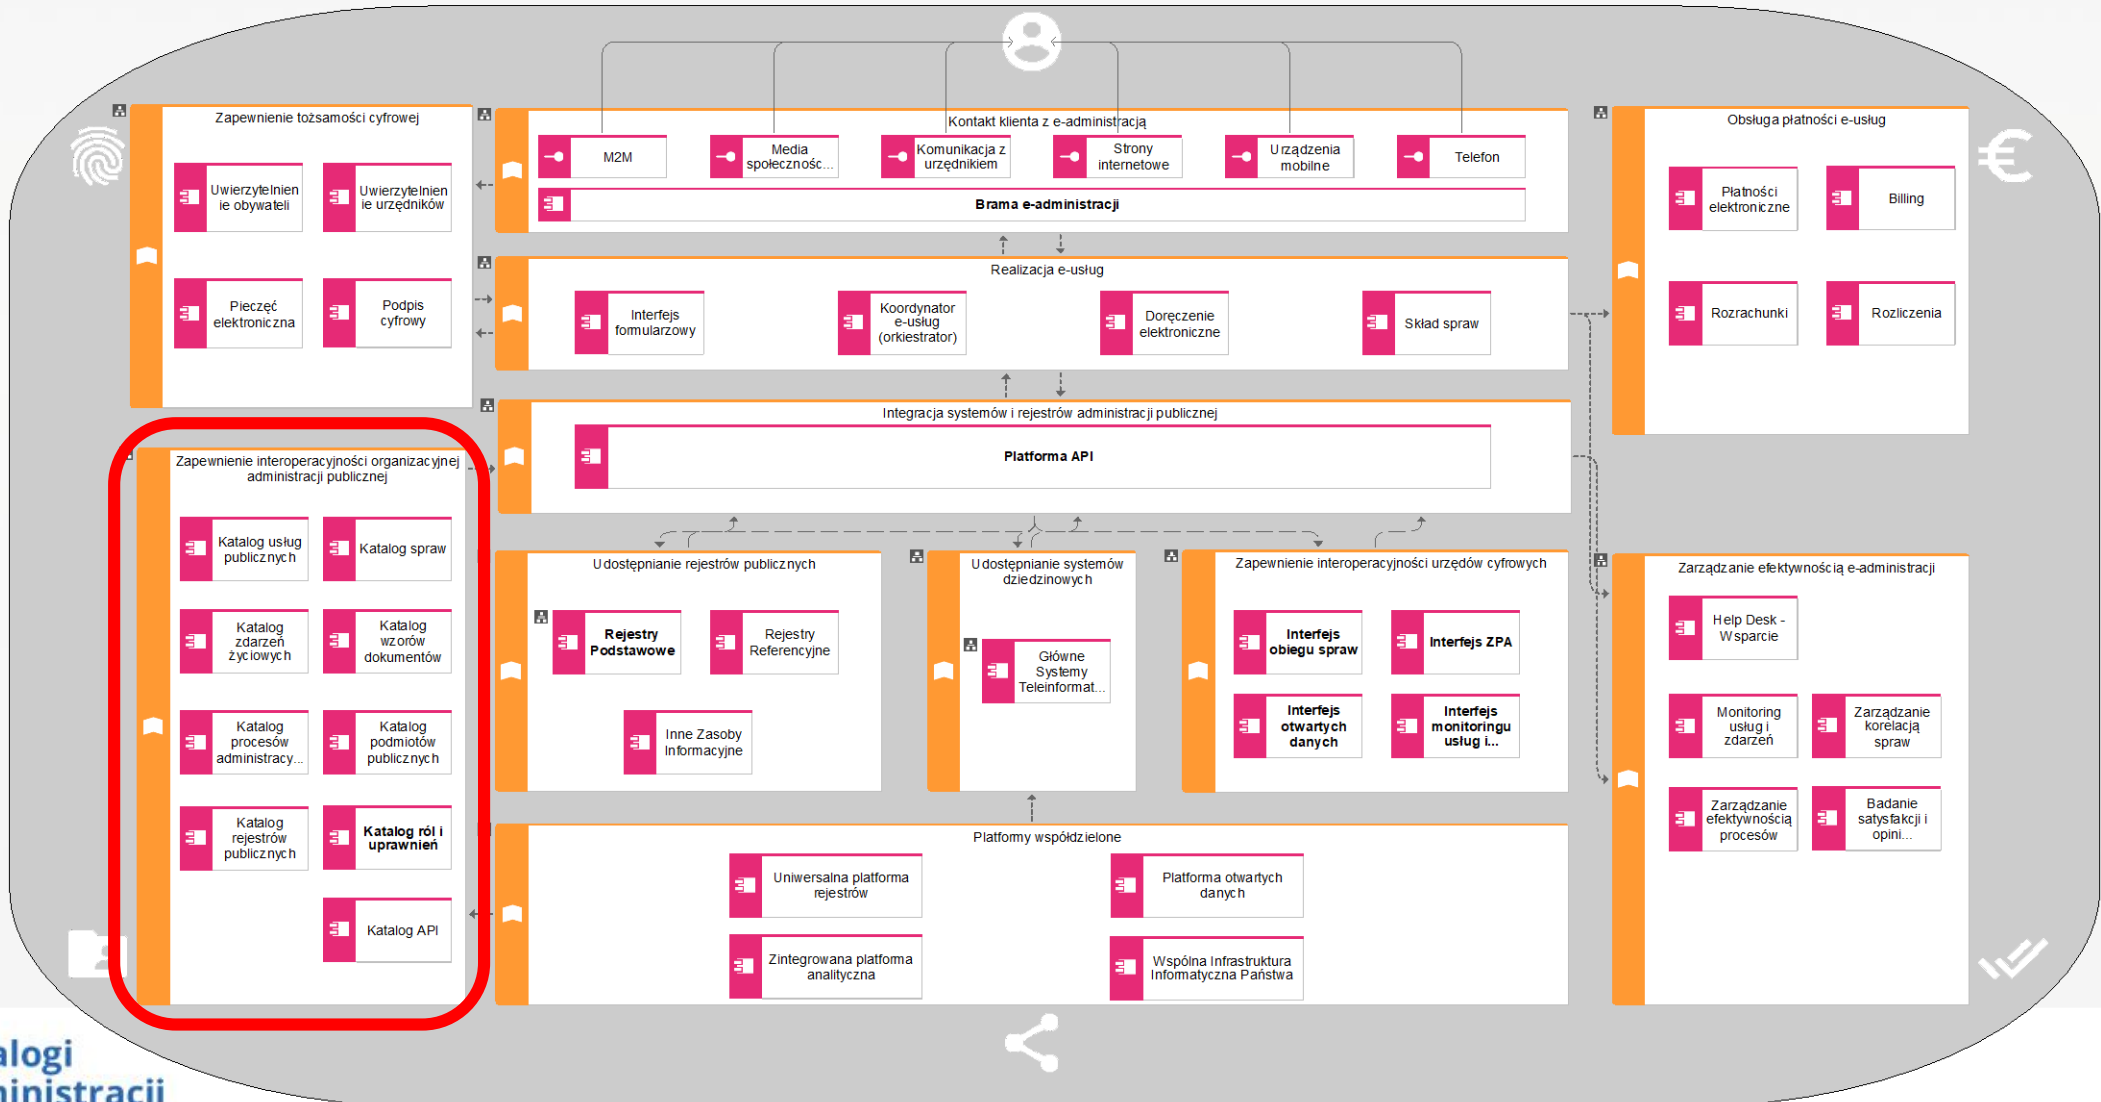 Zapewnienie tożsamości cyfrowej
Uwierzytelnien
ie obywateli
Uwierzytelnien
ie urzędników
Pieczęć
elektroniczna
Podpis
cyfrowy
Kontakt klienta z e-administracją
M2M
Media
społecznośc...
Komunikacja z
urzędnikiem
Strony
internetowe
Urządzenia
mobilne
Telefon
Brama e-administracji
Realizacja e-usług
Interfejs
formularzowy
Koordynator
e-usług
(orkiestrator)
Doręczenie
elektroniczne
Skład spraw
Obsługa płatności e-usług
Płatności
elektroniczne
Billing
Rozrachunki
Rozliczenia
Integracja systemów i rejestrów administracji publicznej
Platforma API
Zapewnienie interoperacyjności organizacyjnej
administracji publicznej
Katalog usług
publicznych
Katalog spraw
Katalog
zdarzeń
życiowych
Katalog
wzorów
dokumentów
Katalog
procesów
administracy...
Katalog
podmiotów
publicznych
Katalog
rejestrów
publicznych
Katalog ról i
uprawnień
Katalog API
Udostępnianie rejestrów publicznych
Rejestry
Podstawowe
Rejestry
Referencyjne
Inne Zasoby
Informacyjne
Udostępnianie systemów
dziedzinowych
Główne
Systemy
Teleinformat...
Zapewnienie interoperacyjności urzędów cyfrowych
Interfejs
obiegu spraw
Interfejs ZPA
Interfejs
otwartych
danych
Interfejs
monitoringu
usług i...
Zarządzanie efektywnością e-administracji
Help Desk -
Wsparcie
Monitoring
usług i
zdarzeń
Zarządzanie
korelacją
spraw
Zarządzanie
efektywnością
procesów
Badanie
satysfakcji i
opini...
Platformy współdzielone
Uniwersalna platforma
rejestrów
Platforma otwartych
danych
Zintegrowana platforma
analityczna
Wspólna Infrastruktura
Informatyczna Państwa
alogi
ministracji